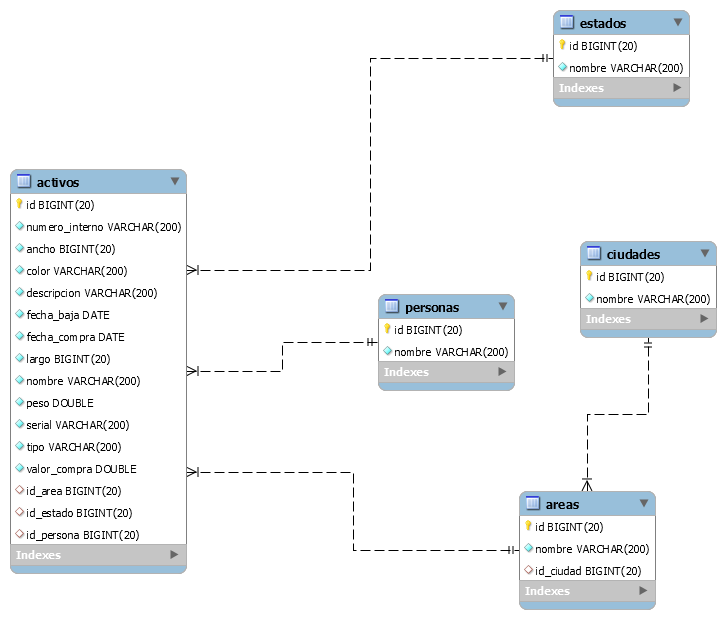 estados
id BIGINT(20)
nombre VARCHAR(200)
Indexes
activos
id BIGINT(20)
numero_interno VARCHAR(200)
ancho BIGINT(20)
color VARCHAR(200)
descripcion VARCHAR(200)
fecha_baja DATE
fecha_compra DATE
largo BIGINT(20)
nombre VARCHAR(200)
peso DOUBLE
serial VARCHAR(200)
tipo VARCHAR(200)
valor_compra DOUBLE
id_area BIGINT(20)
id_estado BIGINT(20)
id_persona BIGINT(20)
Indexes
ciudades
id BIGINT(20)
nombre VARCHAR(200)
Indexes
personas
id BIGINT(20)
nombre VARCHAR(200)
Indexes
areas
id BIGINT(20)
nombre VARCHAR(200)
id_ciudad BIGINT(20)
Indexes